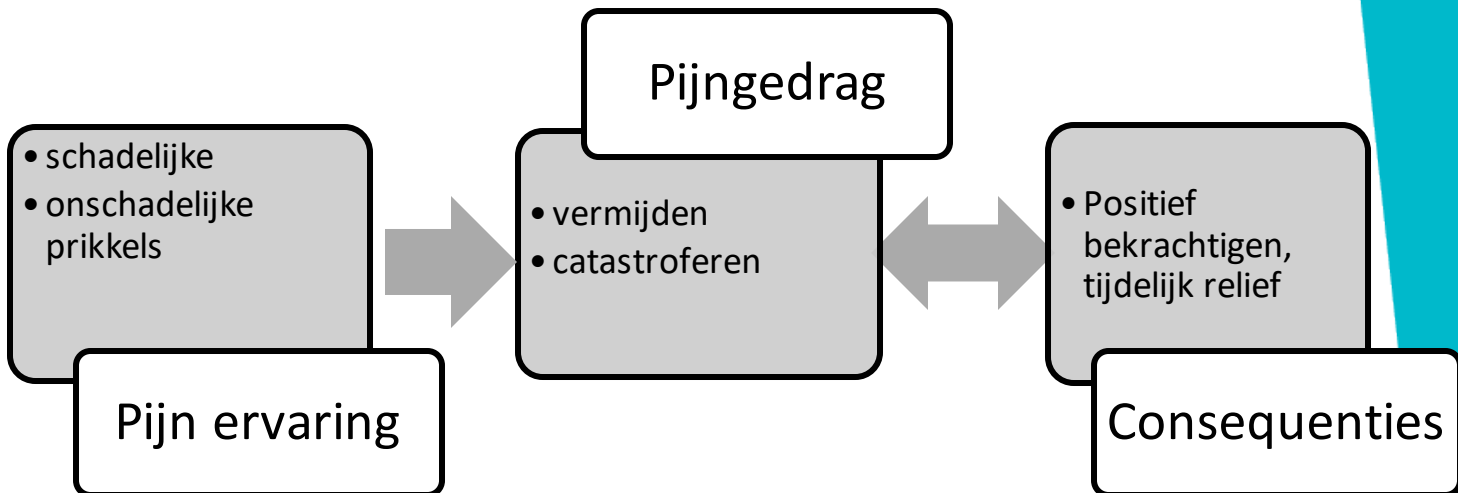 • schadelijke
• onschadelijke
prikkels
Pijn ervaring
Pijngedrag
• vermijden
• catastroferen
• Positief
bekrachtigen,
tijdelijk relief
Consequenties